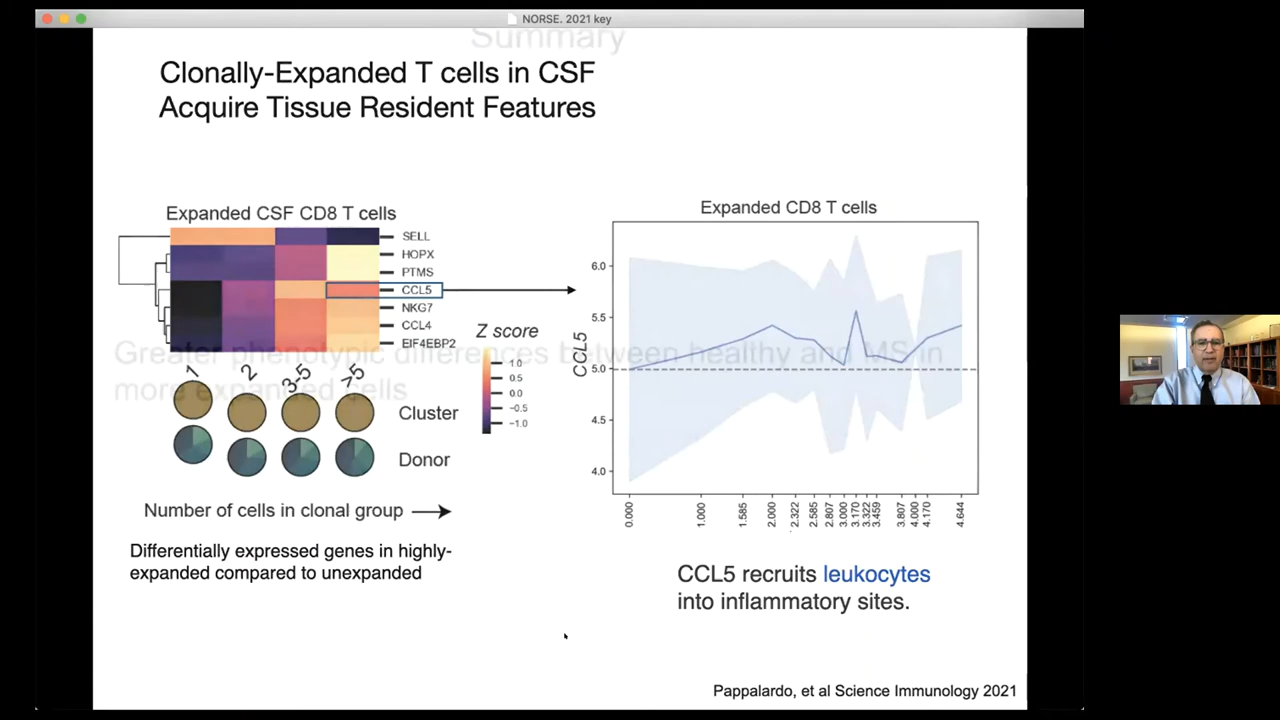 NORSE. 2021 key
Summary
Clonally-Expanded T cells in CSF
Acquire Tissue Resident Features
Expanded CSF CD8 T cells
SELL
HOPX
PTMS
CCL5
NKG7
CCL4
EIF4EBP2
Z score
1.0
0.5
0.0
−0.5
−1.0
Greater phenotypic differences between healthy and MS in
more expanded cells
1 2 3-5 >5
Cluster
Donor
Number of cells in clonal group
Differentially expressed genes in highly-
expanded compared to unexpanded
Expanded CD8 T cells
CCL5
6.0
5.5
5.0
4.5
4.0
0.000 1.000 1.585 2.000 2.322 2.585 2.807 3.000 3.170 3.322 3.459 3.807 4.000 4.170 4.644
CCL5 recruits leukocytes
into inflammatory sites.
Pappalardo, et al Science Immunology 2021